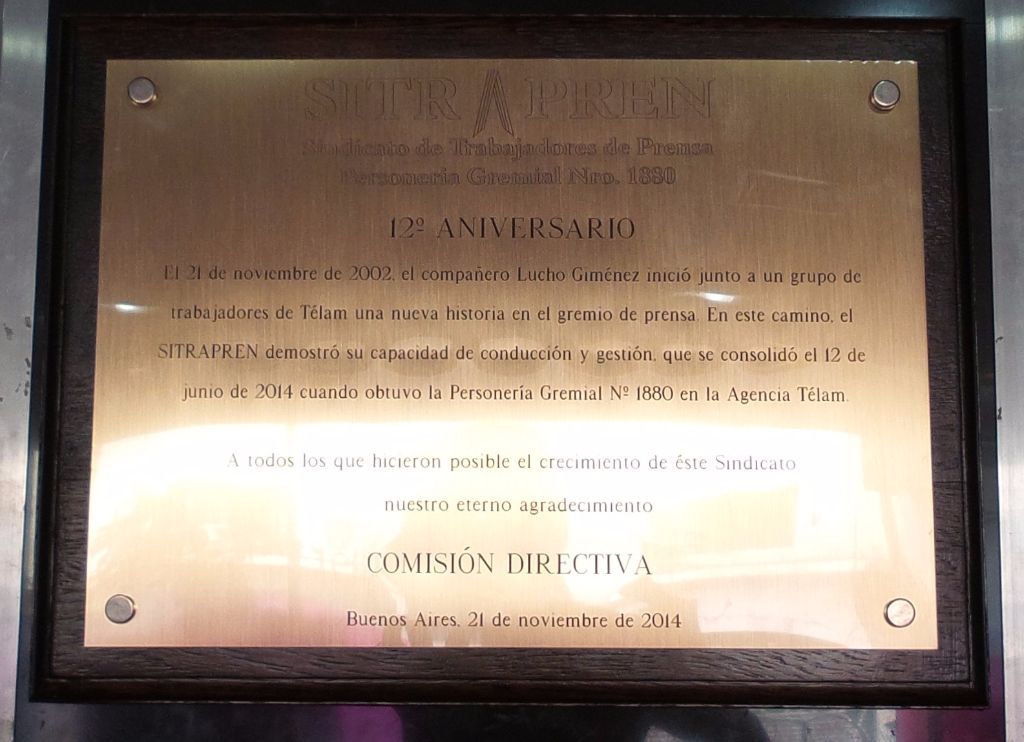 SITRAPREN
Sindicato de Trabajadores de Prensa
Personería Gremial Nro. 1880
12º ANIVERSARIO
El 21 de noviembre de 2002, el compañero Lucho Giménez inició junto a un grupo de
trabajadores de Télam una nueva historia en el gremio de prensa. En este camino, el
SITRAPREN demostró su capacidad de conducción y gestión, que se consolidó el 12 de
junio de 2014 cuando obtuvo la Personería Gremial Nº 1880 en la Agencia Télam.
A todos los que hicieron posible el crecimiento de éste Sindicato
nuestro eterno agradecimiento
COMISIÓN DIRECTIVA
Buenos Aires, 21 de noviembre de 2014